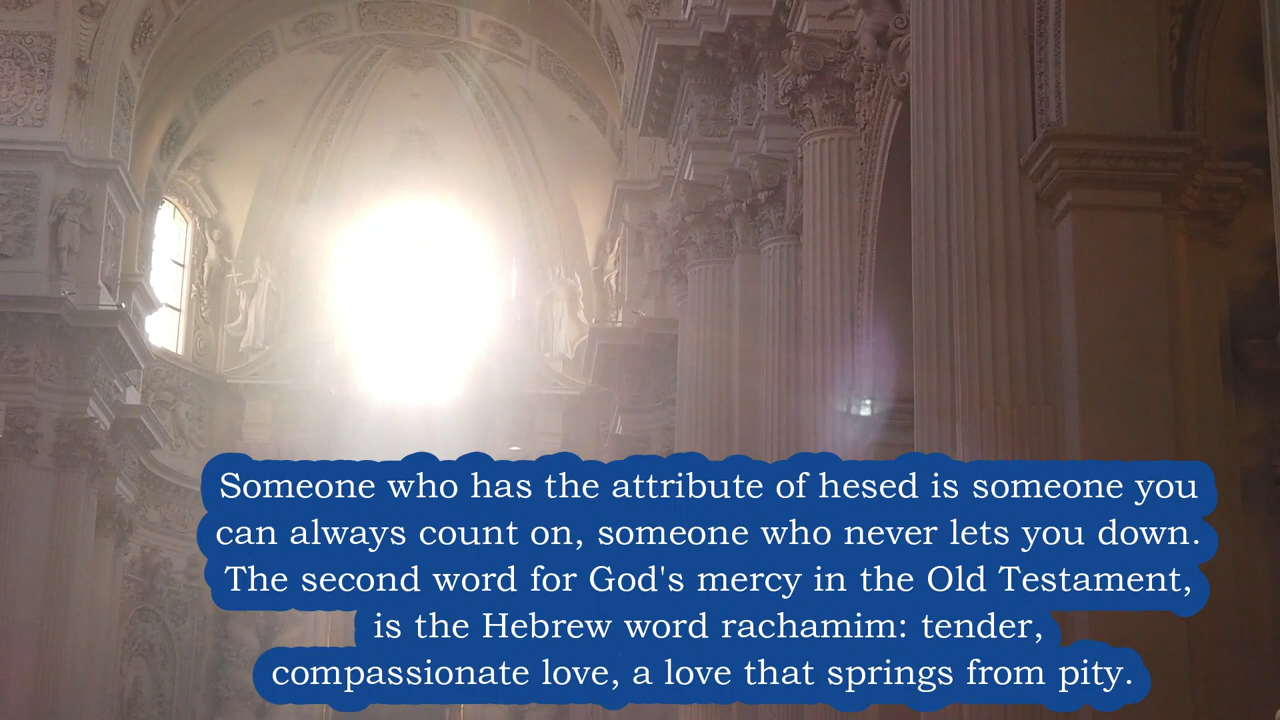 Someone who has the attribute of hesed is someone you
can always count on, someone who never lets you down.
The second word for God's mercy in the Old Testament,
is the Hebrew word rachamim: tender,
compassionate love, a love that springs from pity.